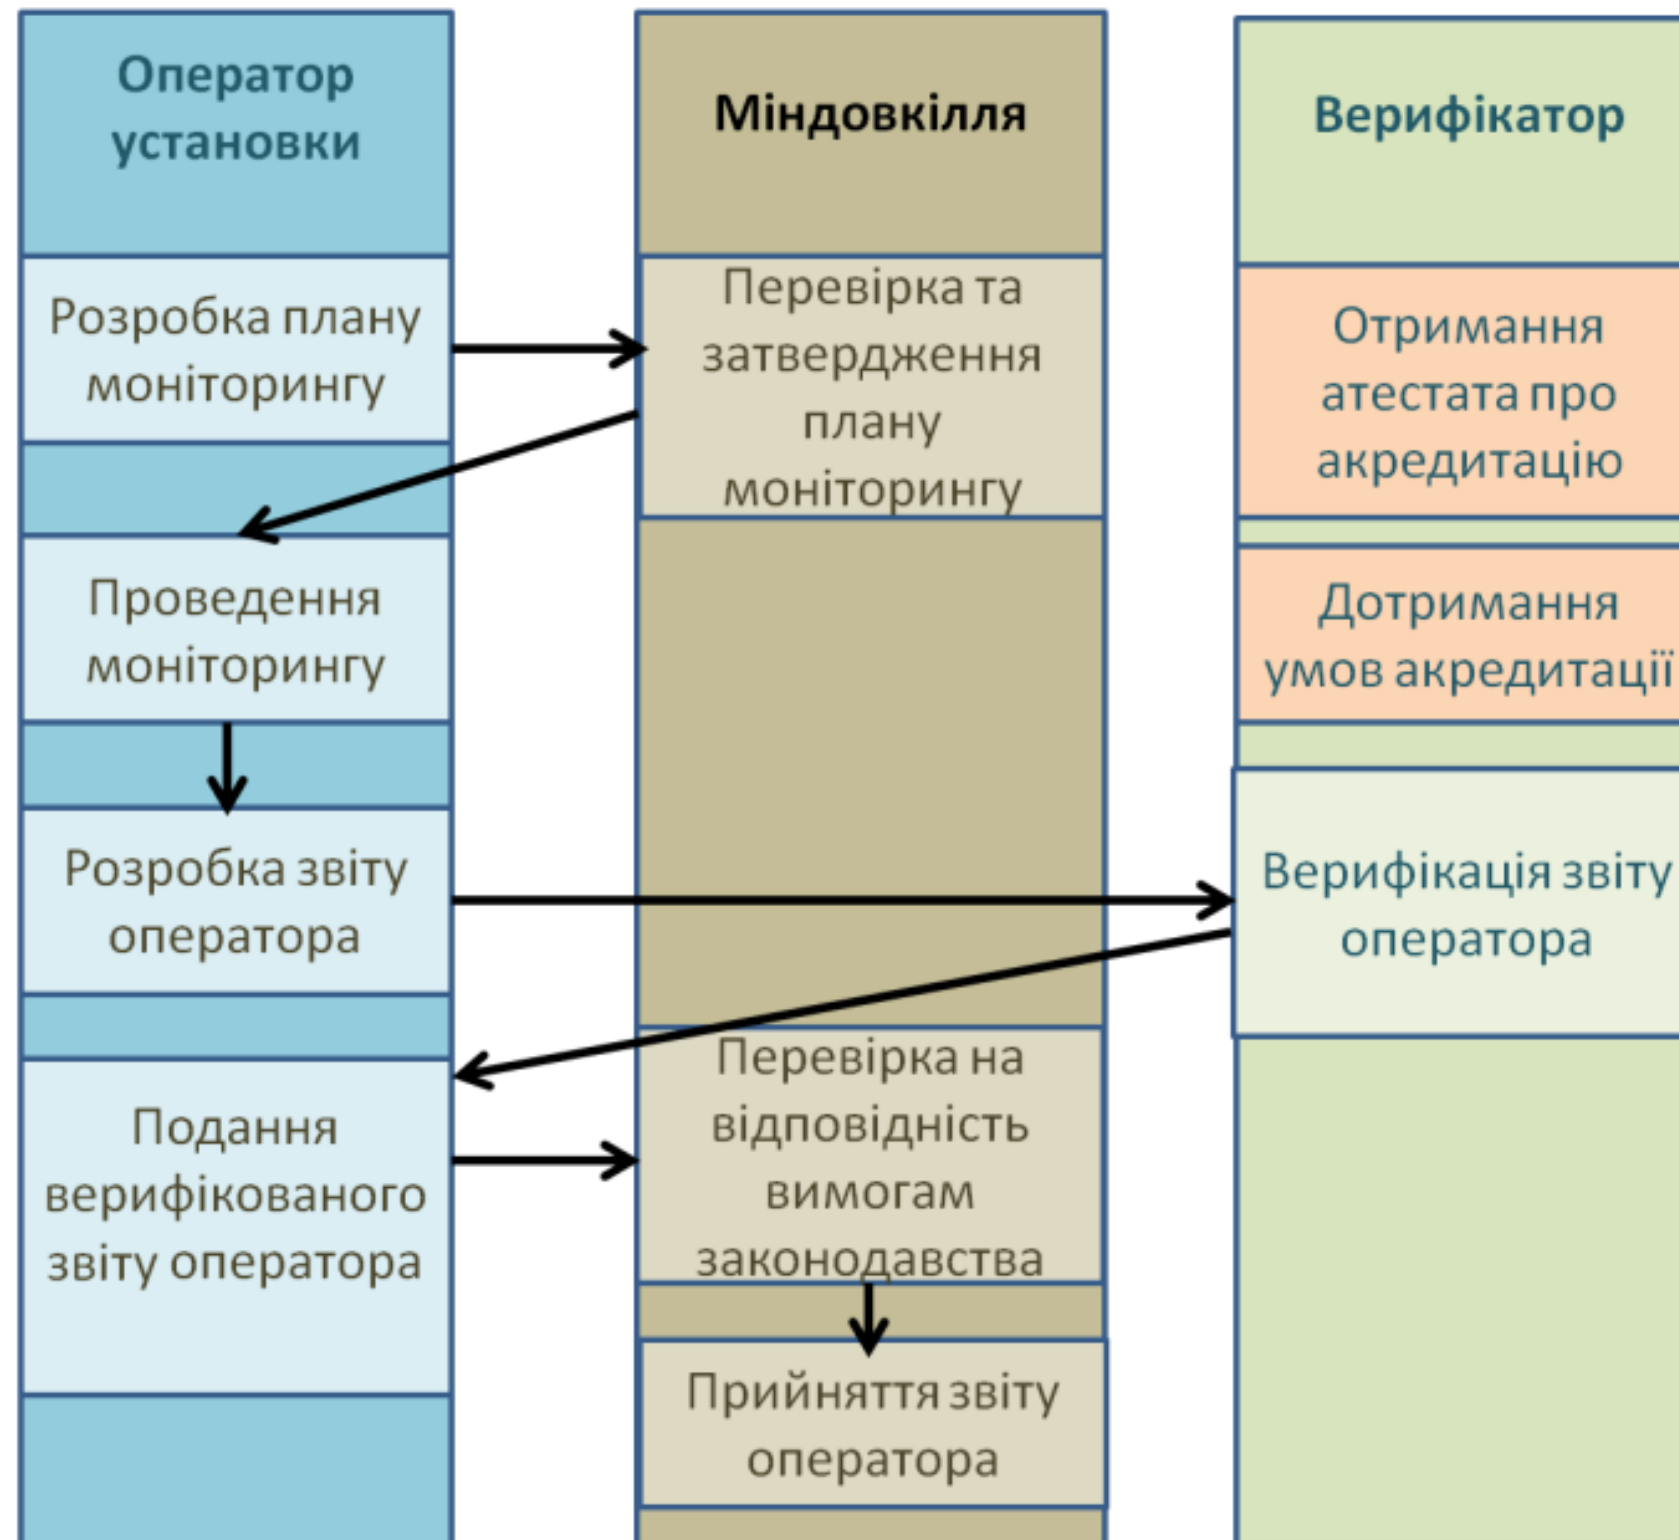 Оператор
установки
Розробка плану
моніторингу
Проведення
моніторингу
Розробка звіту
оператора
Подання
верифікованого
звіту оператора
Міндовкілля
Перевірка та
затвердження
плану
моніторингу
Перевірка на
відповідність
вимогам
законодавства
Прийняття звіту
оператора
Верифікатор
Отримання
атестата про
акредитацію
Дотримання
умов акредитації
Верифікація звіту
оператора